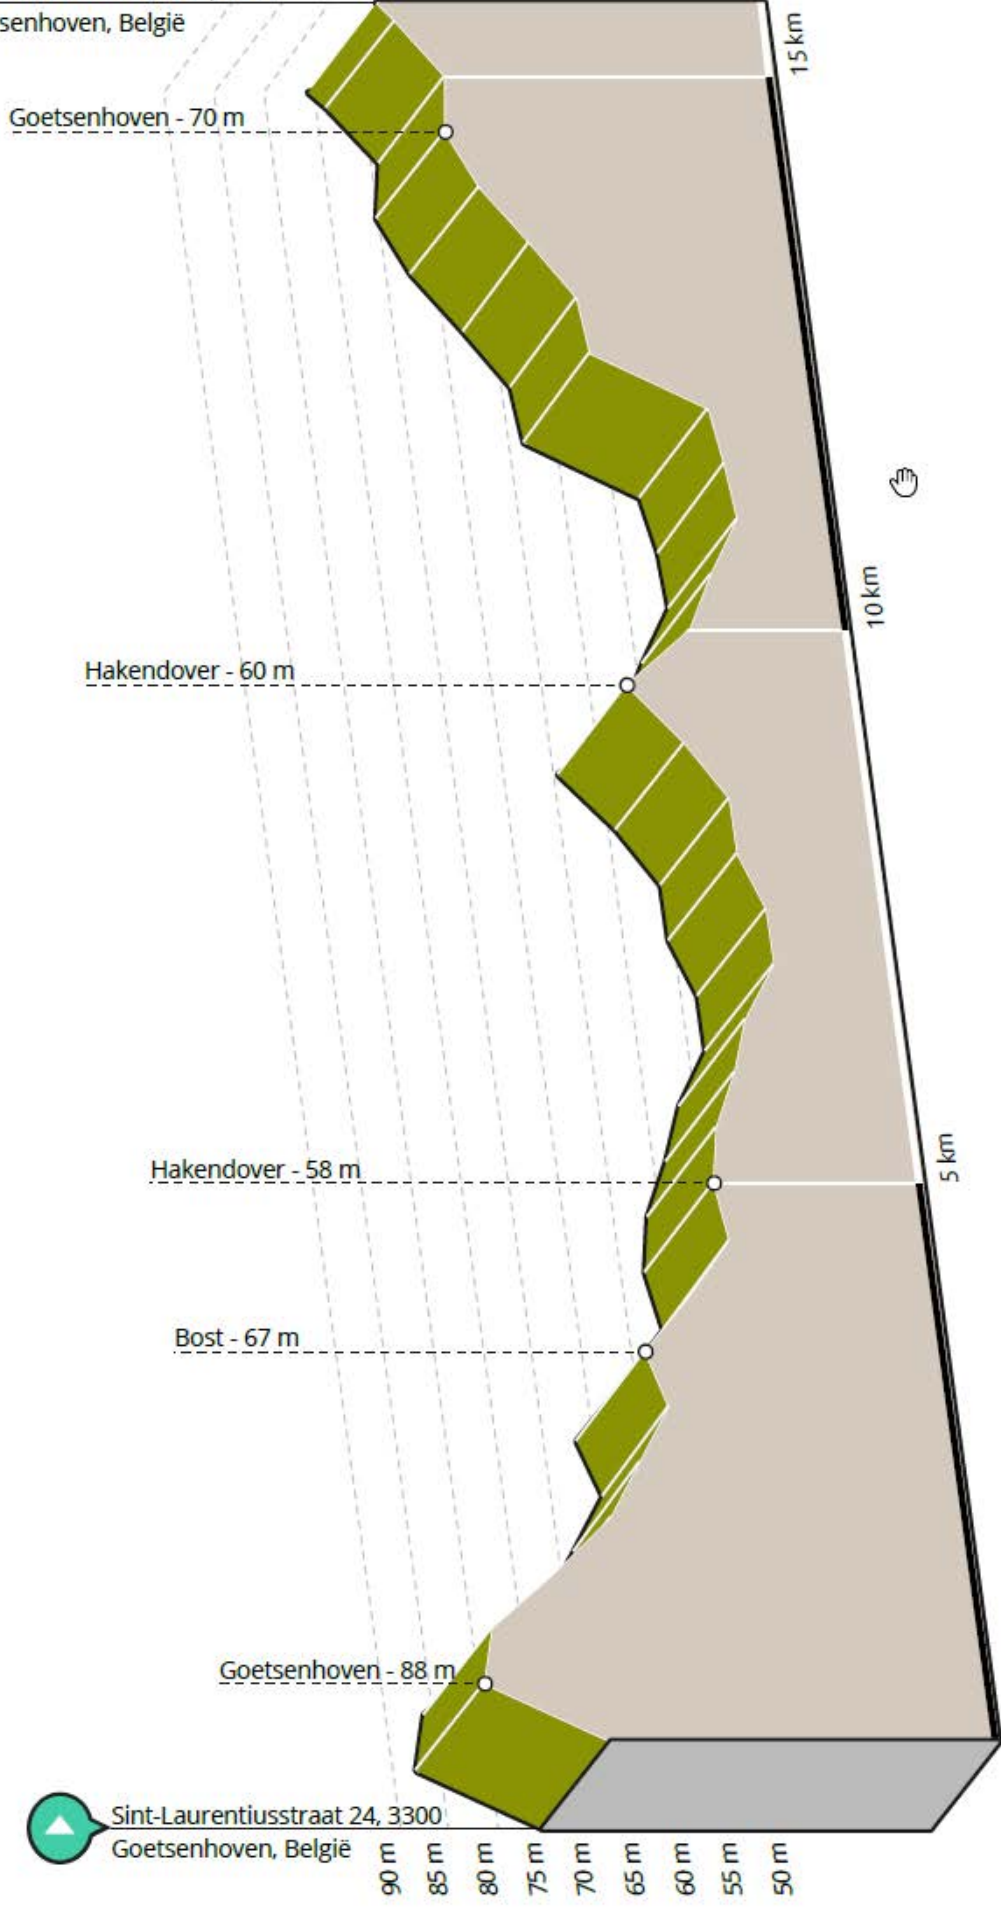 senhoven, België
15 km
Goetsenhoven - 70 m
10 km
Hakendover - 60 m
5 km
Hakendover - 58 m
Bost - 67 m
Goetsenhoven - 88 m
Sint-Laurentiusstraat 24, 3300
Goetsenhoven, België
90 m
85 m
80 m
75 m
70 m
65 m
60 m
55 m
50 m